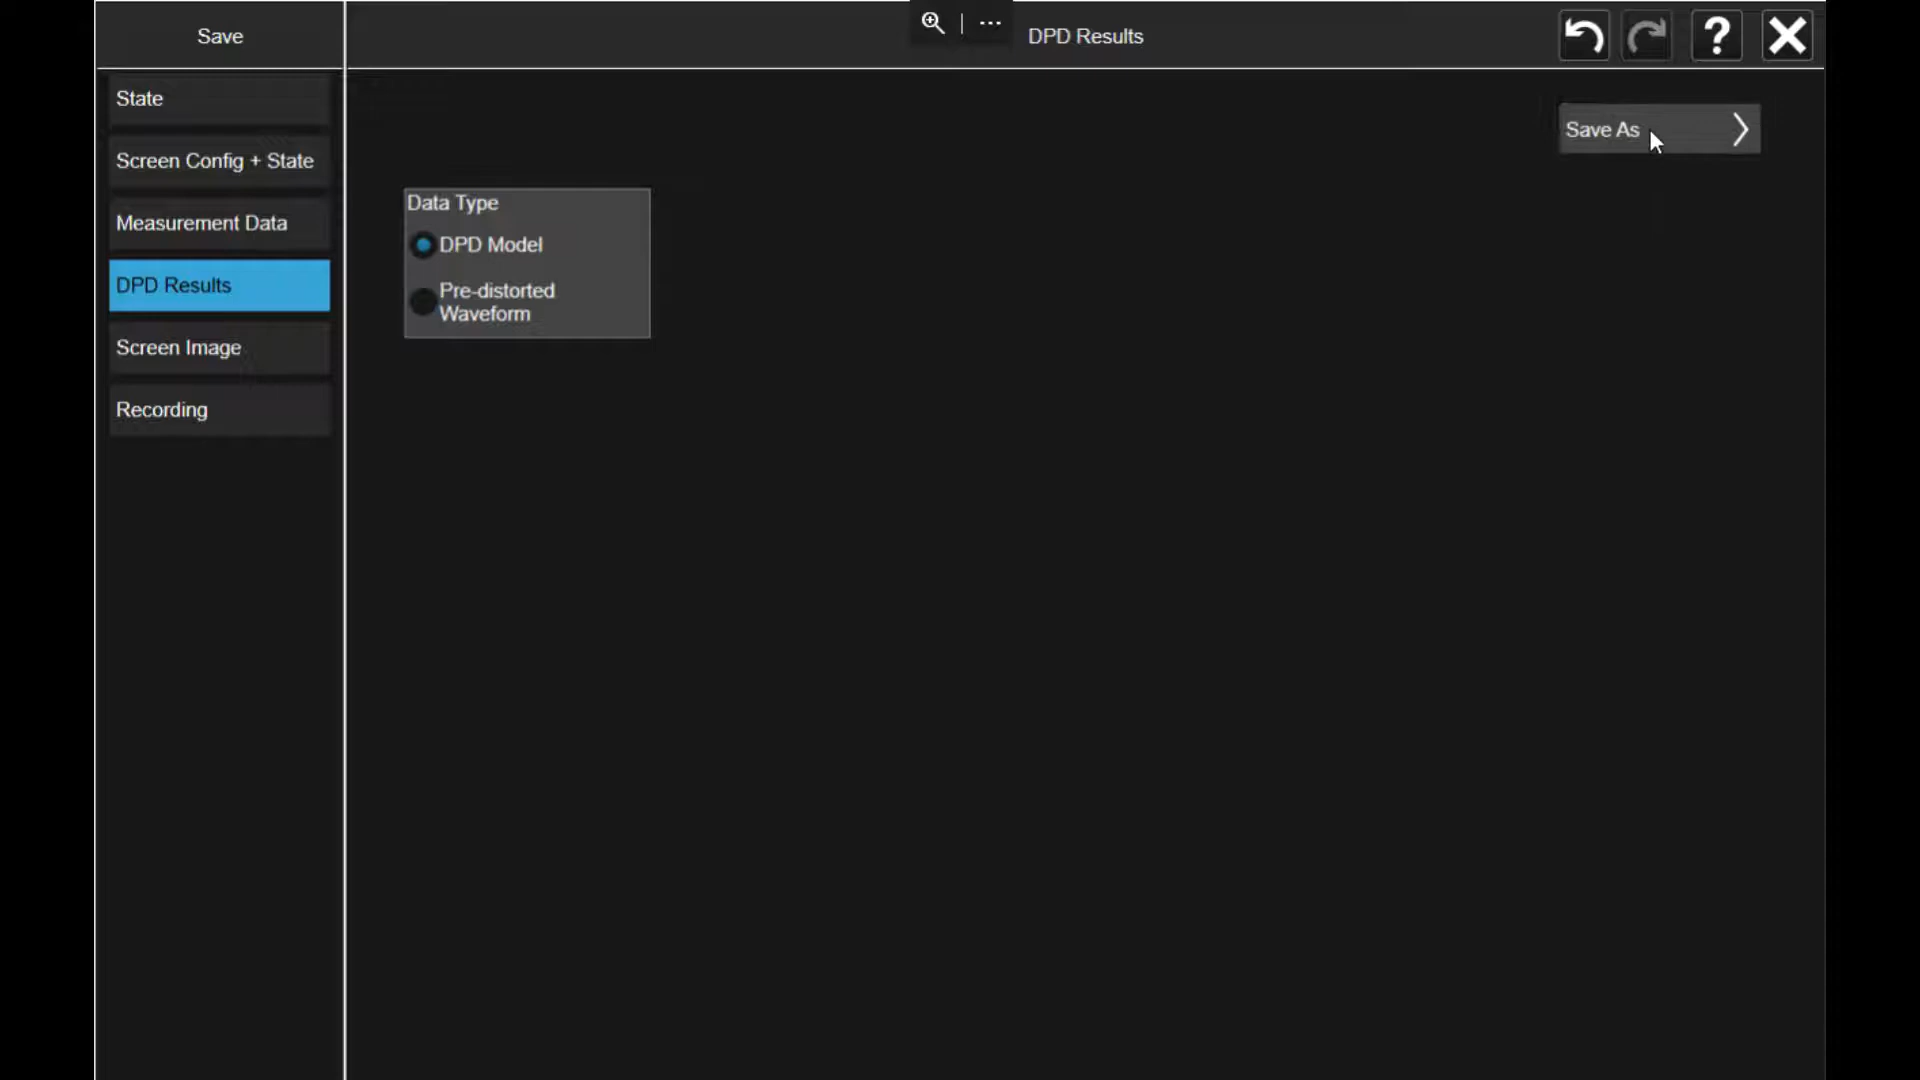 Save
DPD Results
?
State
Screen Config + State
Measurement Data
DPD Results
Screen Image
Recording
Save As
Data Type
DPD Model
Pre-distorted
Waveform